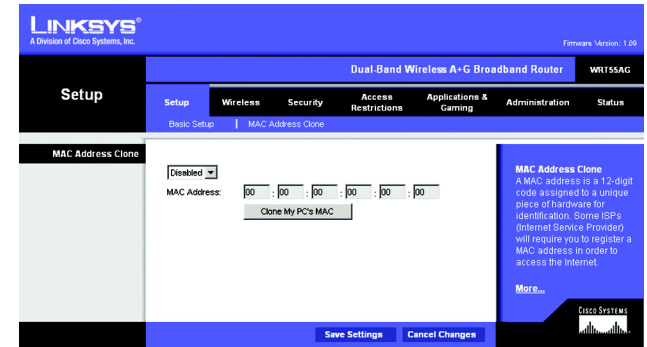 LINKSYS®
A Division of Cisco Systems, Inc.
Firmware Version: 1.09
Dual-Band Wireless A+G Broadband Router WRT55AG
Setup
Setup Wireless Security Access Restrictions Applications & Gaming Administration Status
Basic Setup | MAC Address Clone
MAC Address Clone
Disabled
MAC Address: 00 : 00 : 00 : 00 : 00 : 00
Clone My PC's MAC
MAC Address Clone
A MAC address is a 12-digit
code assigned to a unique
piece of hardware for
identification. Some ISPs
(Internet Service Provider)
will require you to register a
MAC address in order to
access the Internet.
More...
CISCO SYSTEMS
Save Settings Cancel Changes